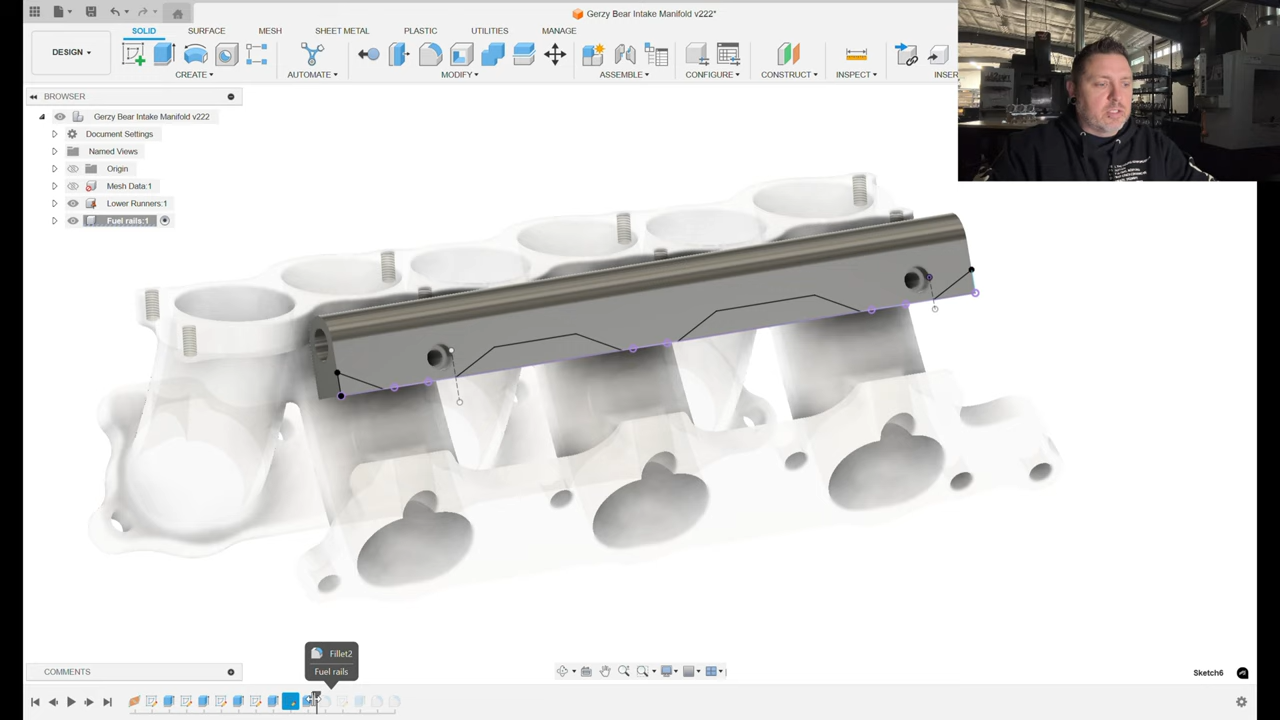 Gerzy Bear Intake Manifold v222*
SOLID
SURFACE
MESH
SHEET METAL
PLASTIC
UTILITIES
MANAGE
DESIGN
CREATE
AUTOMATE
MODIFY
ASSEMBLE
CONFIGURE
CONSTRUCT
INSPECT
INSER
BROWSER
Gerzy Bear Intake Manifold v222
Document Settings
Named Views
Origin
Mesh Data:1
Lower Runners:1
Fuel rails:1
Fillet2
Fuel rails
COMMENTS
Sketch6